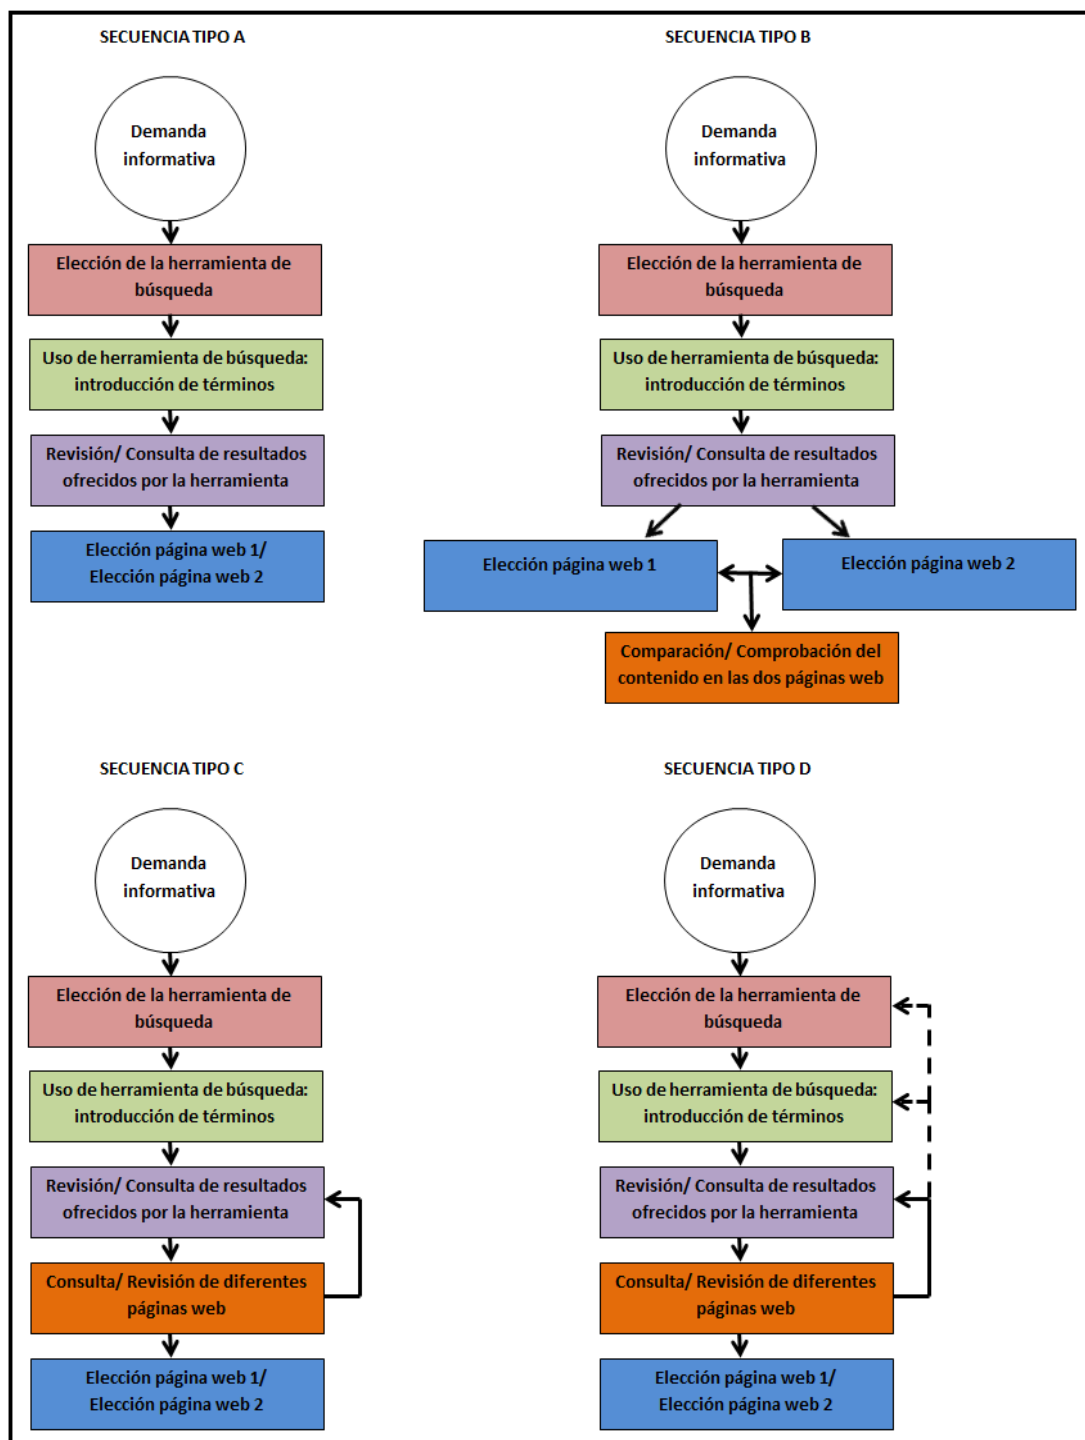 SECUENCIA TIPO A
Demanda
informativa
Elección de la herramienta de
búsqueda
Uso de herramienta de búsqueda:
introducción de términos
Revisión/ Consulta de resultados
ofrecidos por la herramienta
Elección página web 1/
Elección página web 2
SECUENCIA TIPO B
Demanda
informativa
Elección de la herramienta de
búsqueda
Uso de herramienta de búsqueda:
introducción de términos
Revisión/ Consulta de resultados
ofrecidos por la herramienta
Elección página web 1
Elección página web 2
Comparación/ Comprobación del
contenido en las dos páginas web
SECUENCIA TIPO C
Demanda
informativa
Elección de la herramienta de
búsqueda
Uso de herramienta de búsqueda:
introducción de términos
Revisión/ Consulta de resultados
ofrecidos por la herramienta
Consulta/ Revisión de diferentes
páginas web
Elección página web 1/
Elección página web 2
SECUENCIA TIPO D
Demanda
informativa
Elección de la herramienta de
búsqueda
Uso de herramienta de búsqueda:
introducción de términos
Revisión/ Consulta de resultados
ofrecidos por la herramienta
Consulta/ Revisión de diferentes
páginas web
Elección página web 1/
Elección página web 2